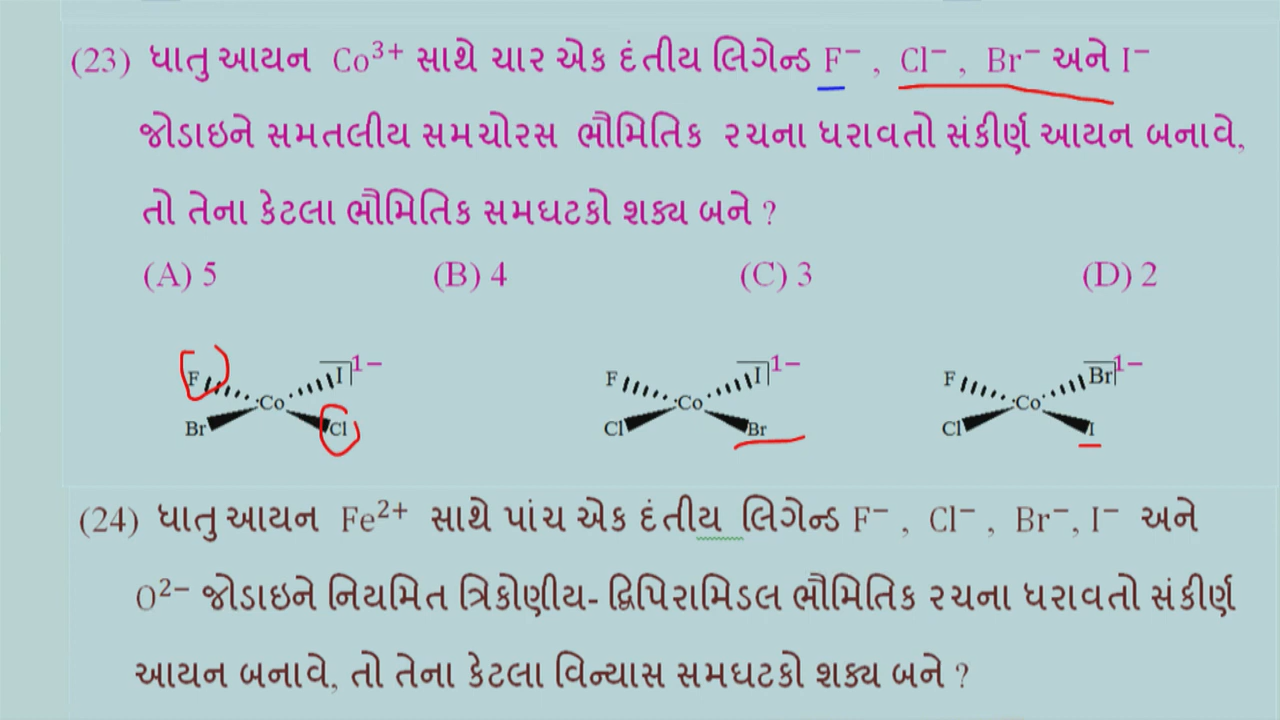 (23) ધાતુ આયન Co³⁺ સાથે ચાર એક દંતીય લિગેન્ડ F⁻ , Cl⁻ , Br⁻ અને I⁻
જોડાઇને સમતલીય સમચોરસ ભૌમિતિક રચના ધરાવતો સંકીર્ણ આયન બનાવે,
તો તેના કેટલા ભૌમિતિક સમઘટકો શક્ય બને ?
(A) 5 (B) 4 (C) 3 (D) 2
F I 1− F I 1− F Br 1−
Co Co Co
Br Cl Cl Br Cl I
(24) ધાતુ આયન Fe²⁺ સાથે પાંચ એક દંતીય લિગેન્ડ F⁻ , Cl⁻ , Br⁻, I⁻ અને
O²⁻ જોડાઇને નિયમિત ત્રિકોણીય- દ્વિપિરામિડલ ભૌમિતિક રચના ધરાવતો સંકીર્ણ
આયન બનાવે, તો તેના કેટલા વિન્યાસ સમઘટકો શક્ય બને ?